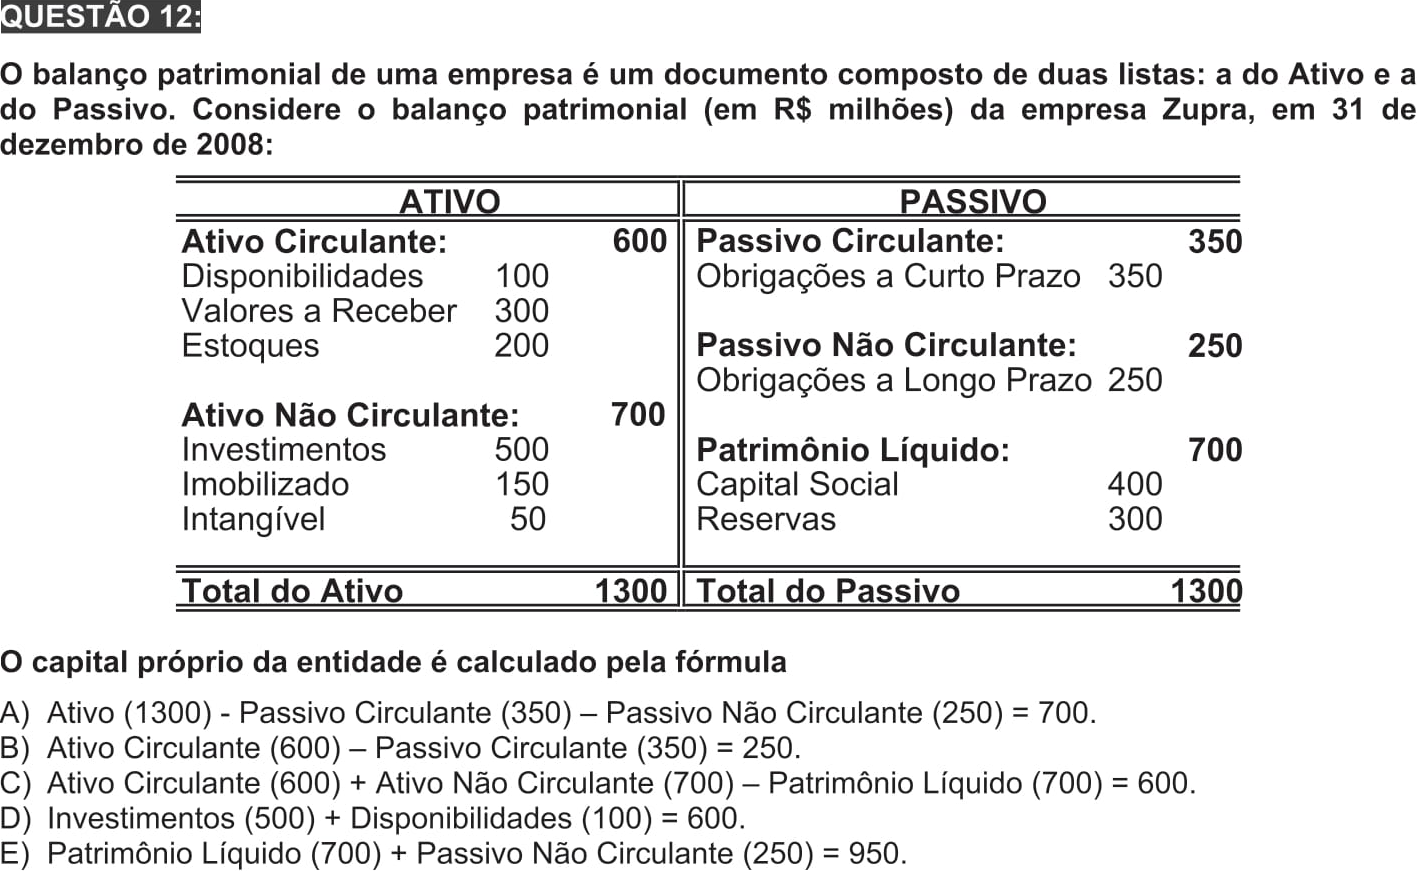 QUESTÃO 12:
O balanço patrimonial de uma empresa é um documento composto de duas listas: a do Ativo e a
do Passivo. Considere o balanço patrimonial (em R$ milhões) da empresa Zupra, em 31 de
dezembro de 2008:
ATIVO PASSIVO
Ativo Circulante: 600 Passivo Circulante: 350
Disponibilidades 100 Obrigações a Curto Prazo 350
Valores a Receber 300
Estoques 200 Passivo Não Circulante: 250
Obrigações a Longo Prazo 250
Ativo Não Circulante: 700
Investimentos 500 Patrimônio Líquido: 700
Imobilizado 150 Capital Social 400
Intangível 50 Reservas 300
Total do Ativo 1300 Total do Passivo 1300
O capital próprio da entidade é calculado pela fórmula
A) Ativo (1300) - Passivo Circulante (350) – Passivo Não Circulante (250) = 700.
B) Ativo Circulante (600) – Passivo Circulante (350) = 250.
C) Ativo Circulante (600) + Ativo Não Circulante (700) – Patrimônio Líquido (700) = 600.
D) Investimentos (500) + Disponibilidades (100) = 600.
E) Patrimônio Líquido (700) + Passivo Não Circulante (250) = 950.